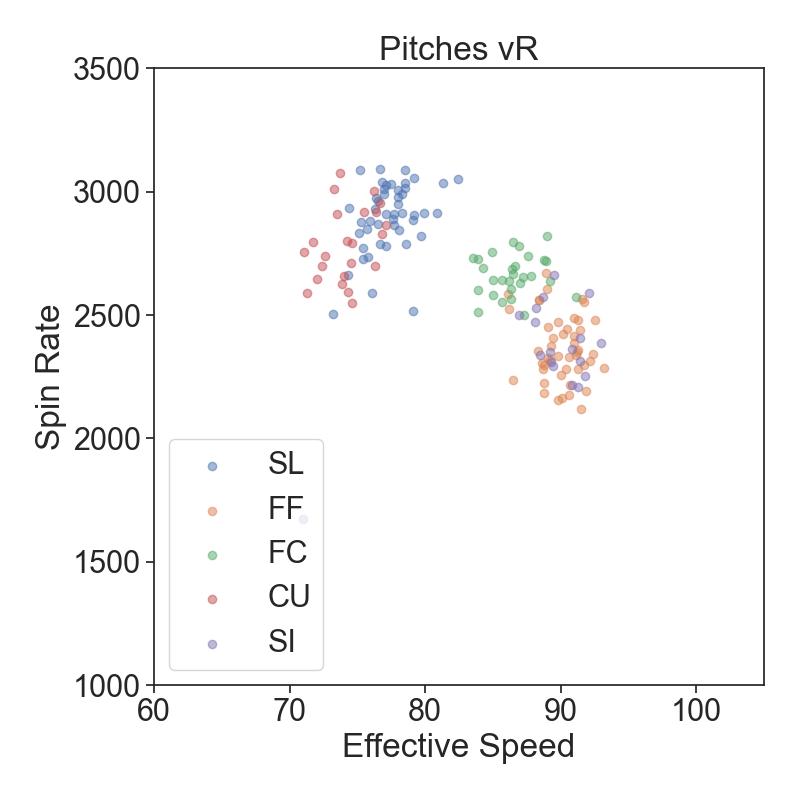 Pitches vR
3500
3000
2500
2000
1500
1000
Spin Rate
SL
FF
FC
CU
SI
60 70 80 90 100
Effective Speed